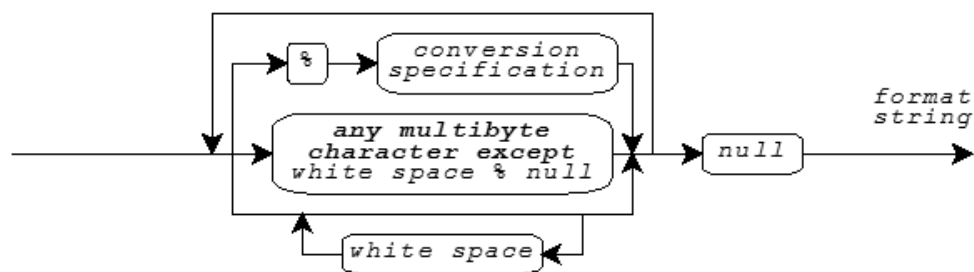 % conversion
specification
format
string
any multibyte
character except
white space % null
null
white space